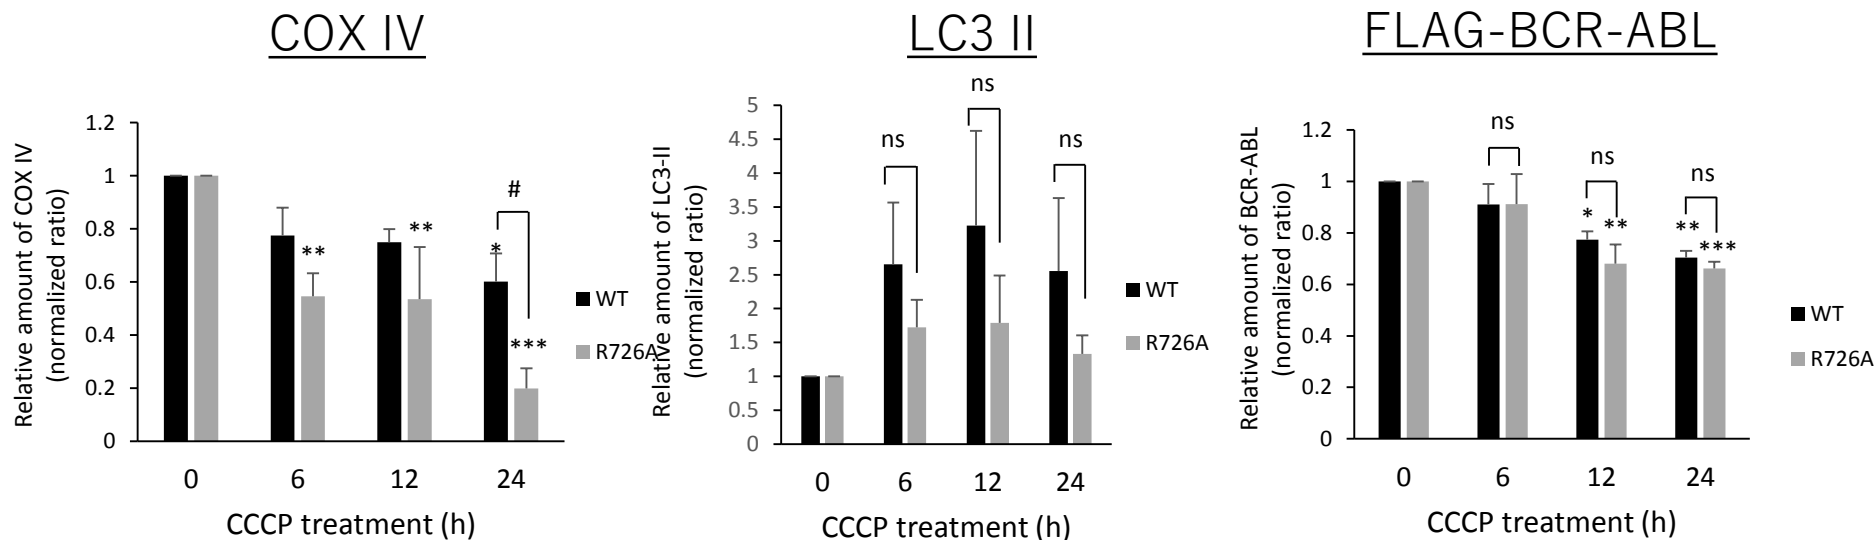 COX IV
Relative amount of COX IV
(normalized ratio)
1.2
1
0.8
0.6
0.4
0.2
0
**
**
*
#
***
0 6 12 24
CCCP treatment (h)
WT
R726A
LC3 II
Relative amount of LC3-II
(normalized ratio)
5
4.5
4
3.5
3
2.5
2
1.5
1
0.5
0
ns
ns
ns
0 6 12 24
CCCP treatment (h)
WT
R726A
FLAG-BCR-ABL
Relative amount of BCR-ABL
(normalized ratio)
1.2
1
0.8
0.6
0.4
0.2
0
ns
ns
ns
*
**
**
***
0 6 12 24
CCCP treatment (h)
WT
R726A